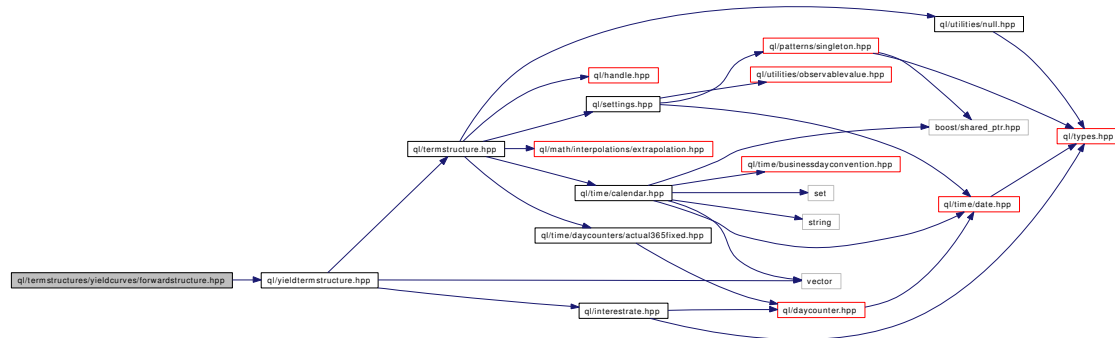 ql/utilities/null.hpp
ql/patterns/singleton.hpp
ql/handle.hpp
ql/utilities/observablevalue.hpp
ql/settings.hpp
boost/shared_ptr.hpp
ql/types.hpp
ql/termstructure.hpp
ql/math/interpolations/extrapolation.hpp
ql/time/businessdayconvention.hpp
ql/time/calendar.hpp
set
ql/time/date.hpp
string
ql/time/daycounters/actual365fixed.hpp
ql/termstructures/yieldcurves/forwardstructure.hpp
ql/yieldtermstructure.hpp
vector
ql/interestrate.hpp
ql/daycounter.hpp